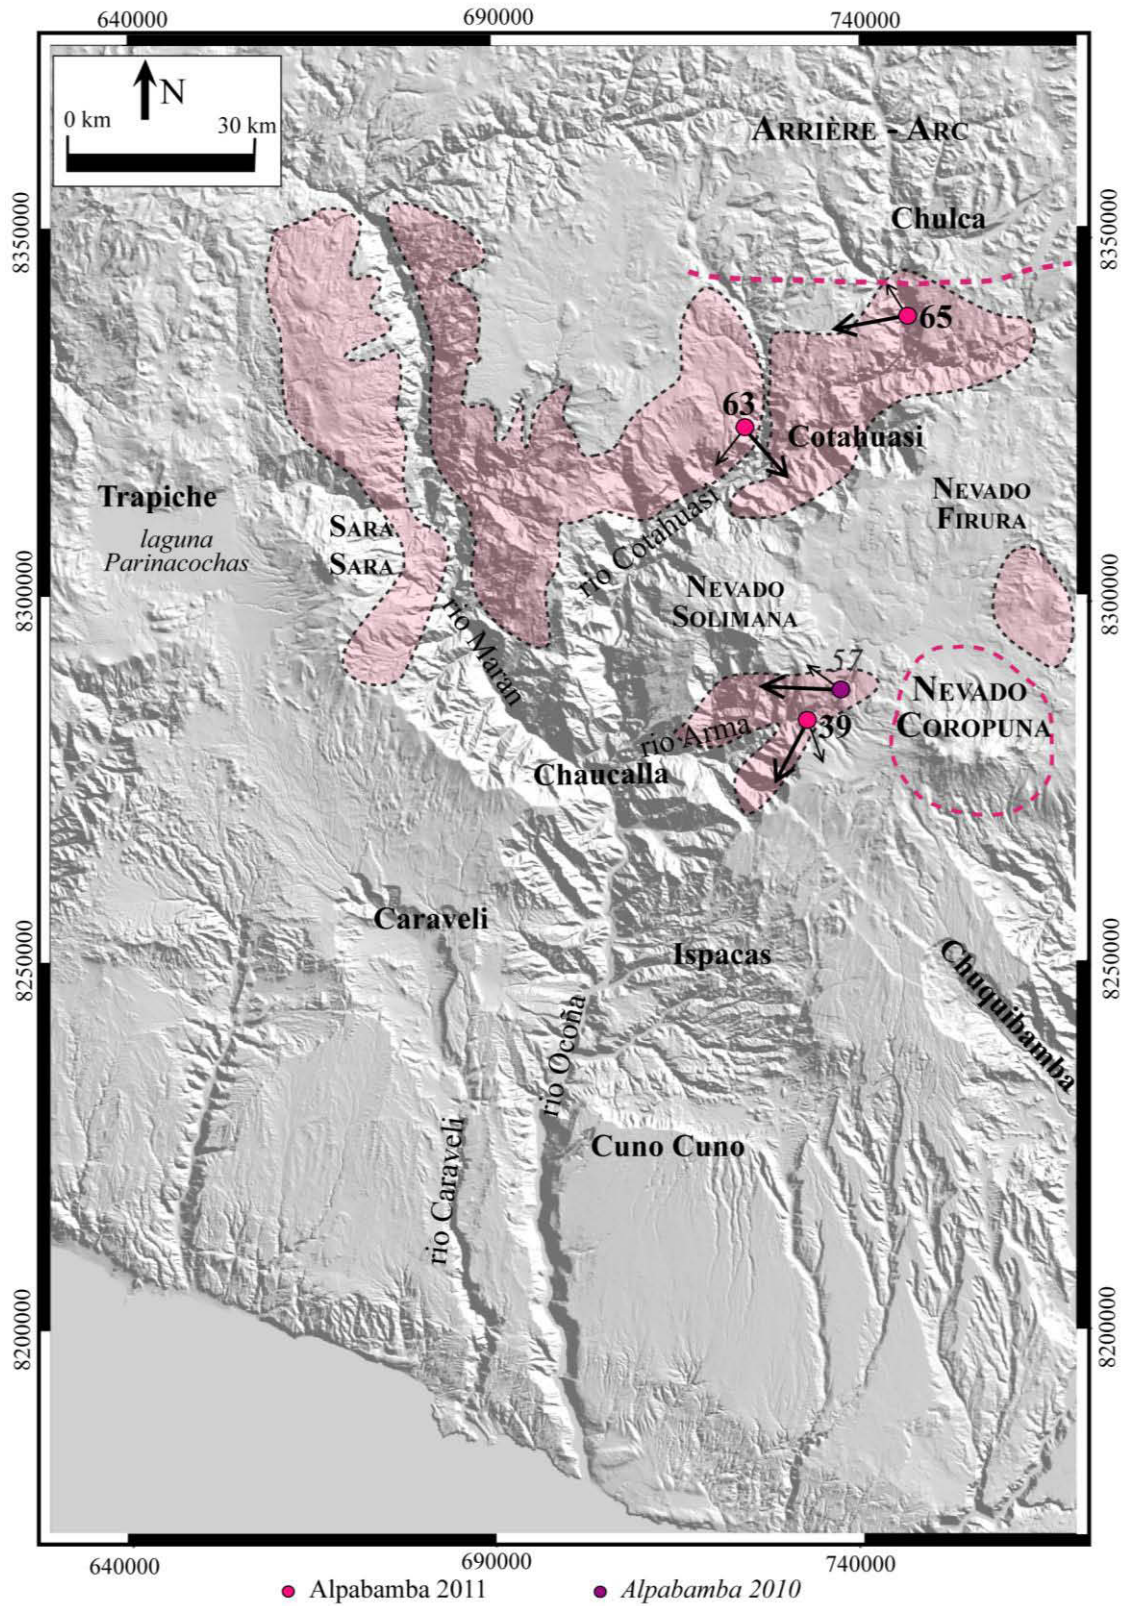 640000
690000
740000
N
0 km
30 km
ARRIÈRE - ARC
8350000
8350000
Chulca
65
63
Cotahuasi
NEVADO
FIRURA
Trapiche
laguna
Parinacochas
SARA
SARA
rio Cotahuasi
8300000
8300000
NEVADO
SOLIMANA
rio Maran
57
NEVADO
COROPUNA
39
rio Arma
Chaucalla
Caraveli
Ispacas
8250000
8250000
Chuquibamba
rio Ocoña
Cuno Cuno
rio Caraveli
8200000
8200000
640000
690000
740000
Alpabamba 2011
Alpabamba 2010